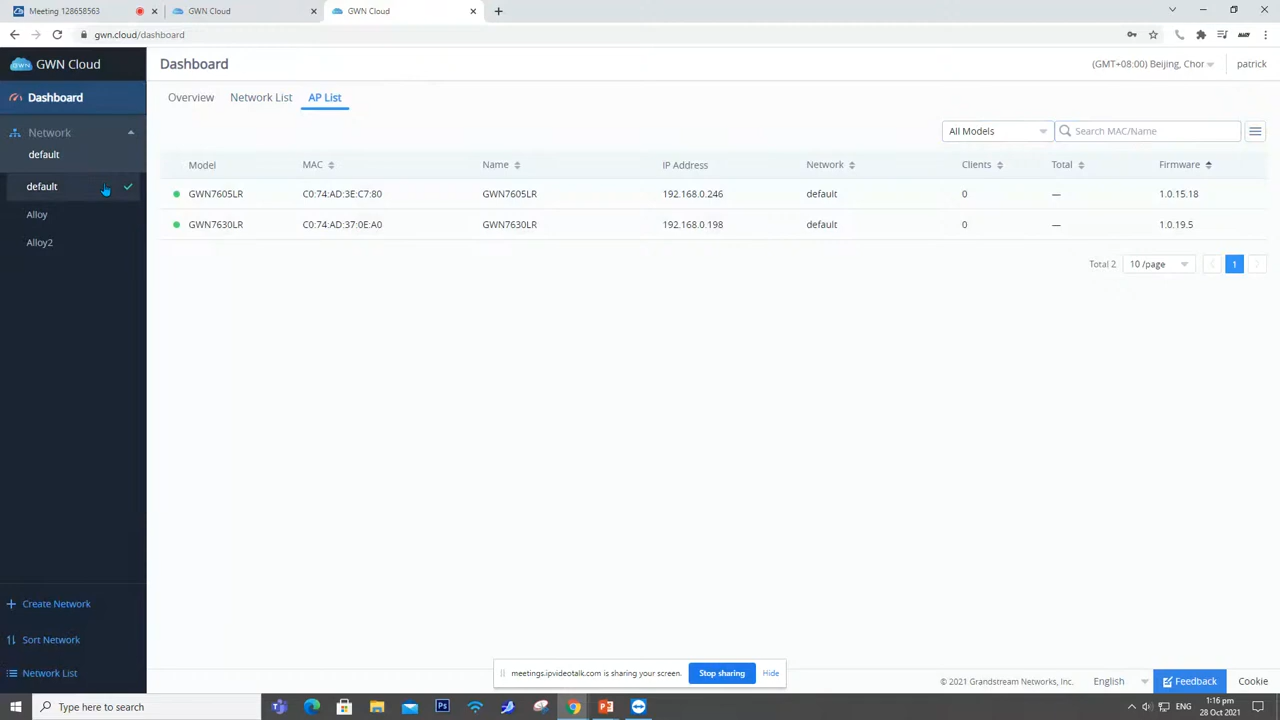 Meeting 128658563
GWN Cloud
GWN Cloud
gwn.cloud/dashboard
GWN Cloud
Dashboard
(GMT+08:00) Beijing, Chor
patrick
Dashboard
Overview
Network List
AP List
Network
default
default
Alloy
Alloy2
All Models
Search MAC/Name
Model MAC Name IP Address Network Clients Total Firmware
GWN7605LR C0:74:AD:3E:C7:80 GWN7605LR 192.168.0.246 default 0 — 1.0.15.18
GWN7630LR C0:74:AD:37:0E:A0 GWN7630LR 192.168.0.198 default 0 — 1.0.19.5
Total 2 10 /page 1
Create Network
Sort Network
Network List
meetings.ipvideotalk.com is sharing your screen. Stop sharing Hide
© 2021 Grandstream Networks, Inc. English Feedback Cookie
Type here to search
ENG
1:16 pm
28 Oct 2021